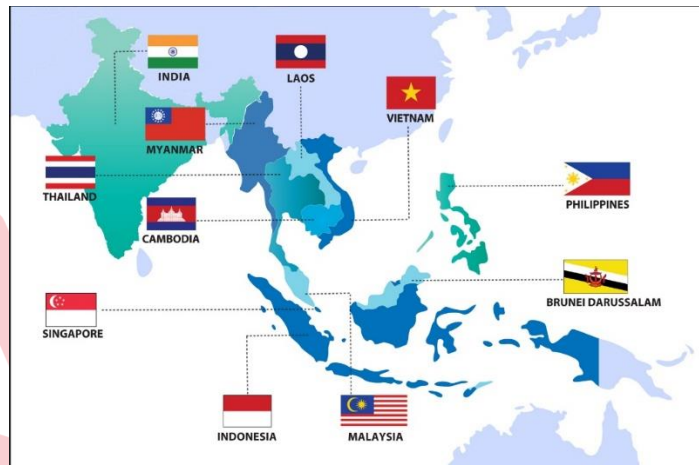 INDIA
LAOS
VIETNAM
MYANMAR
THAILAND
PHILIPPINES
CAMBODIA
BRUNEI DARUSSALAM
SINGAPORE
INDONESIA
MALAYSIA